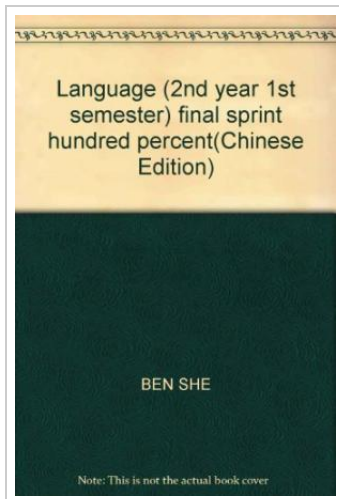 Language (2nd year 1st
semester) final sprint
hundred percent(Chinese
Edition)
BEN SHE
Note: This is not the actual book cover